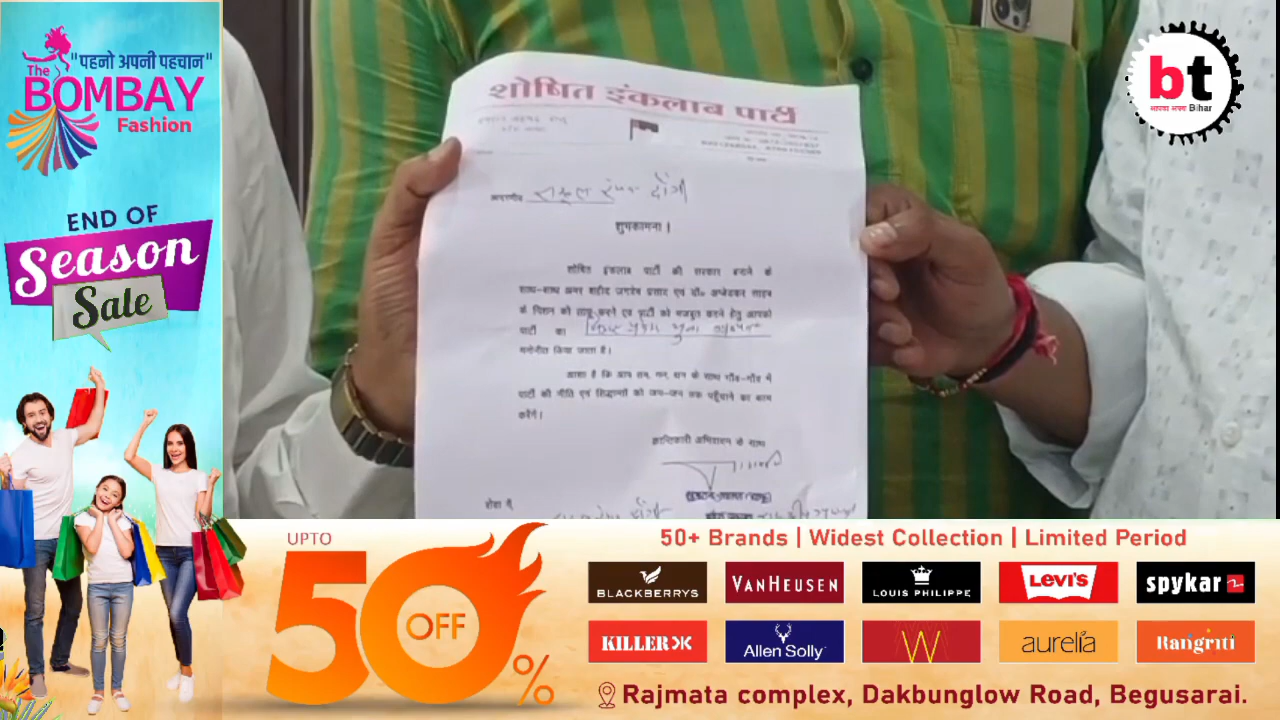 "पहनो अपनी पहचान"
The
BOMBAY
Fashion
END OF
Season
Sale
bt
आपका अपना Bihar
शोषित इंकलाब पार्टी
शुभकामना !
शोषित इंकलाब पार्टी की सरकार बनाने के
साथ-साथ अमर शहीद जगदेव प्रसाद एवं डॉ० अम्बेडकर साहब
के मिशन को लागू करने एवं पार्टी को मजबूत करने हेतु आपको
पार्टी का
मनोनीत किया जाता है।
आशा है कि आप तन, मन, धन के साथ गाँव-गाँव में
पार्टी की नीति एवं सिद्धान्तों को जन-जन तक पहुँचाने का काम
करेंगे।
क्रान्तिकारी अभिवादन के साथ
सेवा में,
UPTO
50%
OFF
50+ Brands | Widest Collection | Limited Period
BLACKBERRYS VANHEUSEN LOUIS PHILIPPE LEVI'S spykar
KILLER Allen Solly W aurelia Rangriti
Rajmata complex, Dakbunglow Road, Begusarai.